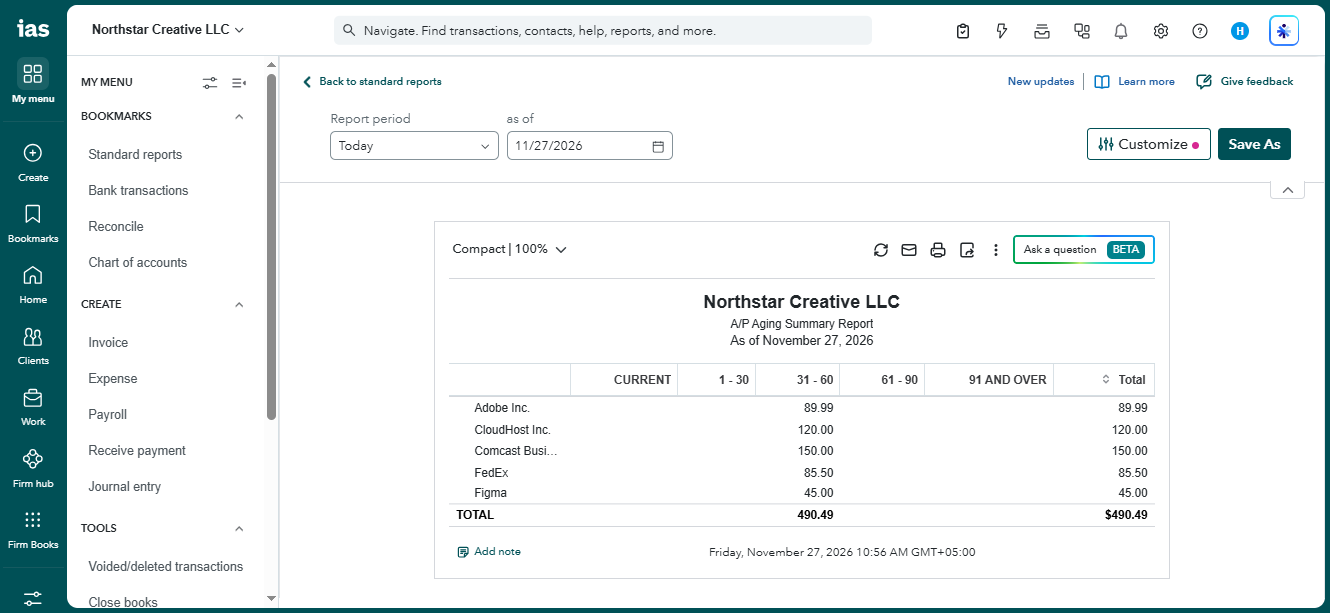 ias
Northstar Creative LLC
Navigate. Find transactions, contacts, help, reports, and more.
H
My menu
Create
Bookmarks
Home
Clients
Work
Firm hub
Firm Books
MY MENU
BOOKMARKS
Standard reports
Bank transactions
Reconcile
Chart of accounts
CREATE
Invoice
Expense
Payroll
Receive payment
Journal entry
TOOLS
Voided/deleted transactions
Close books
Back to standard reports
New updates
Learn more
Give feedback
Report period as of
Today 11/27/2026
Customize
Save As
Compact | 100%
Ask a question BETA
Northstar Creative LLC
A/P Aging Summary Report
As of November 27, 2026
CURRENT 1 - 30 31 - 60 61 - 90 91 AND OVER Total
Adobe Inc. 89.99 89.99
CloudHost Inc. 120.00 120.00
Comcast Busi... 150.00 150.00
FedEx 85.50 85.50
Figma 45.00 45.00
TOTAL 490.49 $490.49
Add note
Friday, November 27, 2026 10:56 AM GMT+05:00